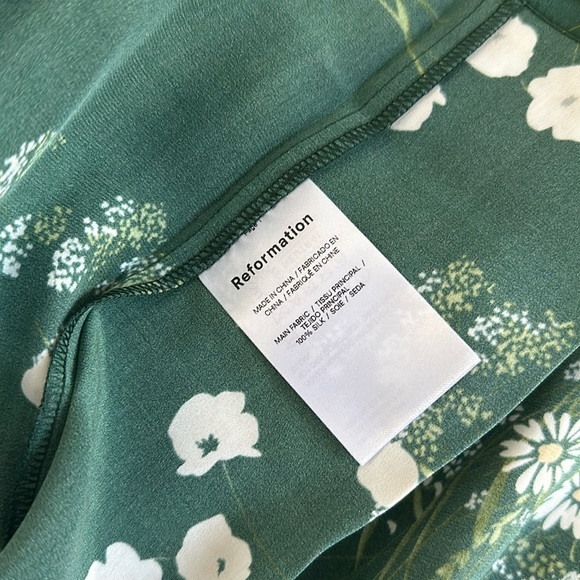 Reformation
MADE IN CHINA / FABRICADO EN
CHINA / FABRIQUÉ EN CHINE
MAIN FABRIC / TISSU PRINCIPAL /
TEJIDO PRINCIPAL
100% SILK / SOIE / SEDA